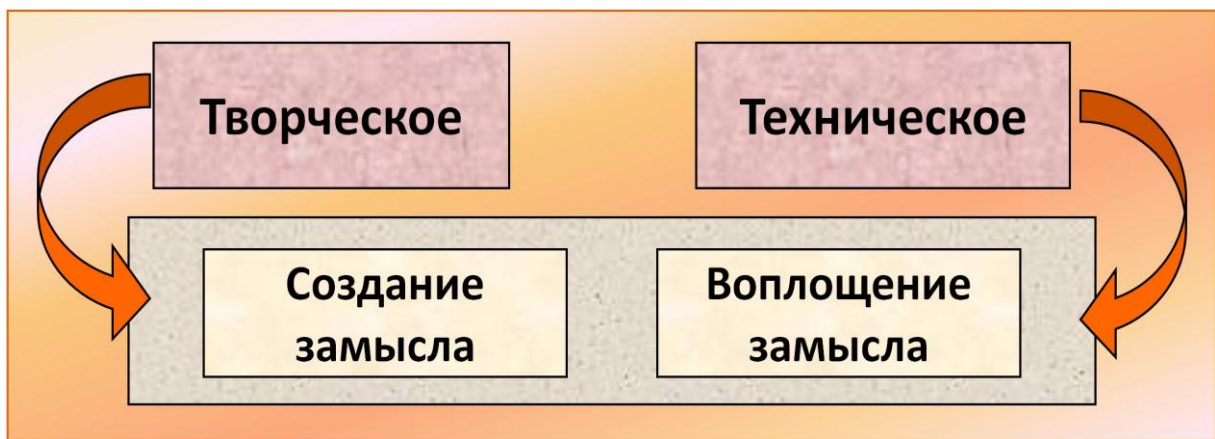 Творческое
Техническое
Создание
замысла
Воплощение
замысла